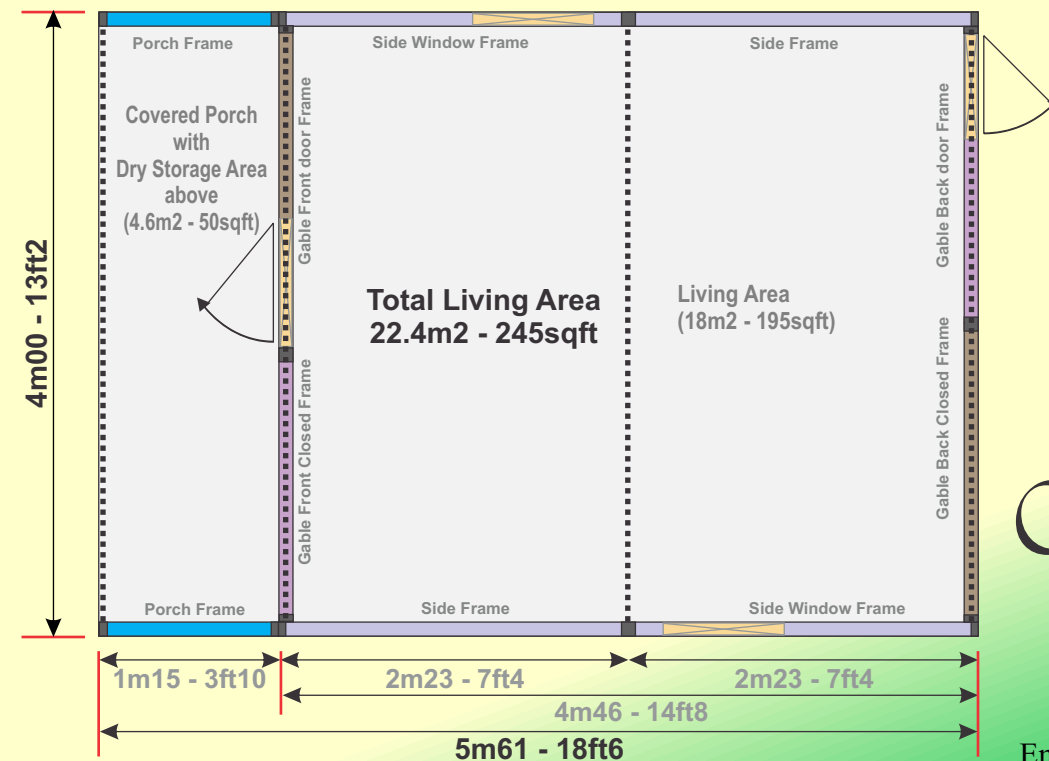 Porch Frame
Side Window Frame
Side Frame
Covered Porch
with
Dry Storage Area
above
(4.6m2 - 50sqft)
Gable Front door Frame
Gable Back door Frame
4m00 - 13ft2
Total Living Area
22.4m2 - 245sqft
Living Area
(18m2 - 195sqft)
Gable Front Closed Frame
Gable Back Closed Frame
Porch Frame
Side Frame
Side Window Frame
1m15 - 3ft10
2m23 - 7ft4
2m23 - 7ft4
4m46 - 14ft8
5m61 - 18ft6